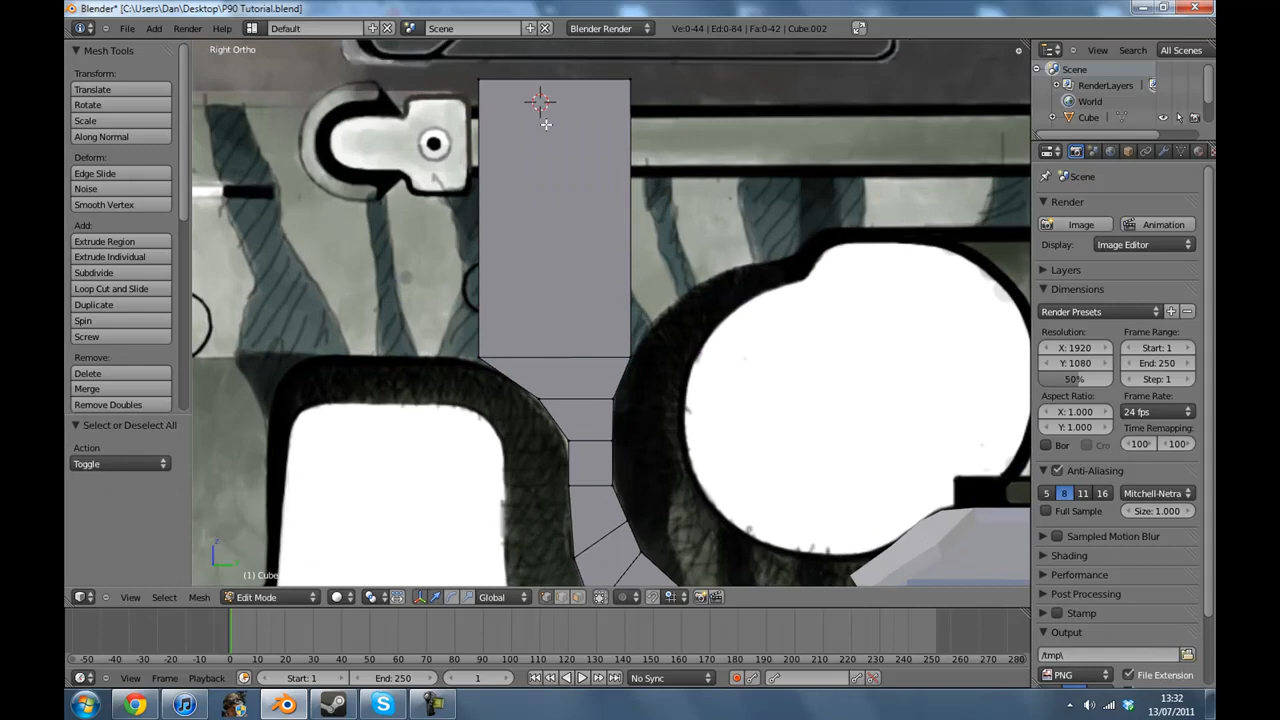 Blender* [C:\Users\Dan\Desktop\P90 Tutorial.blend]
File Add Render Help Default Scene Blender Render Ve:0-44 | Ed:0-84 | Fa:0-42 | Cube.002
View Search All Scenes
Mesh Tools
Right Ortho
Transform:
Translate
Rotate
Scale
Along Normal
Deform:
Edge Slide
Noise
Smooth Vertex
Add:
Extrude Region
Extrude Individual
Subdivide
Loop Cut and Slide
Duplicate
Spin
Screw
Remove:
Delete
Merge
Remove Doubles
Select or Deselect All
Action
Toggle
Scene
RenderLayers
World
Cube
Scene
Render
Image Animation
Display: Image Editor
Layers
Dimensions
Render Presets
Resolution: Frame Range:
X: 1920 Start: 1
Y: 1080 End: 250
50% Step: 1
Aspect Ratio: Frame Rate:
X: 1.000 24 fps
Y: 1.000 Time Remapping:
Bor Cro 100 100
Anti-Aliasing
5 8 11 16 Mitchell-Netra
Full Sample Size: 1.000
Sampled Motion Blur
Shading
Performance
Post Processing
Stamp
Output
/tmp\
PNG File Extension
z
y
(1) Cube
View Select Mesh Edit Mode Global
-50 -40 -30 -20 -10 0 10 20 30 40 50 60 70 80 90 100 110 120 130 140 150 160 170 180 190 200 210 220 230 240 250 260 270 280
View Frame Playback Start: 1 End: 250 1 No Sync
13:32
13/07/2011